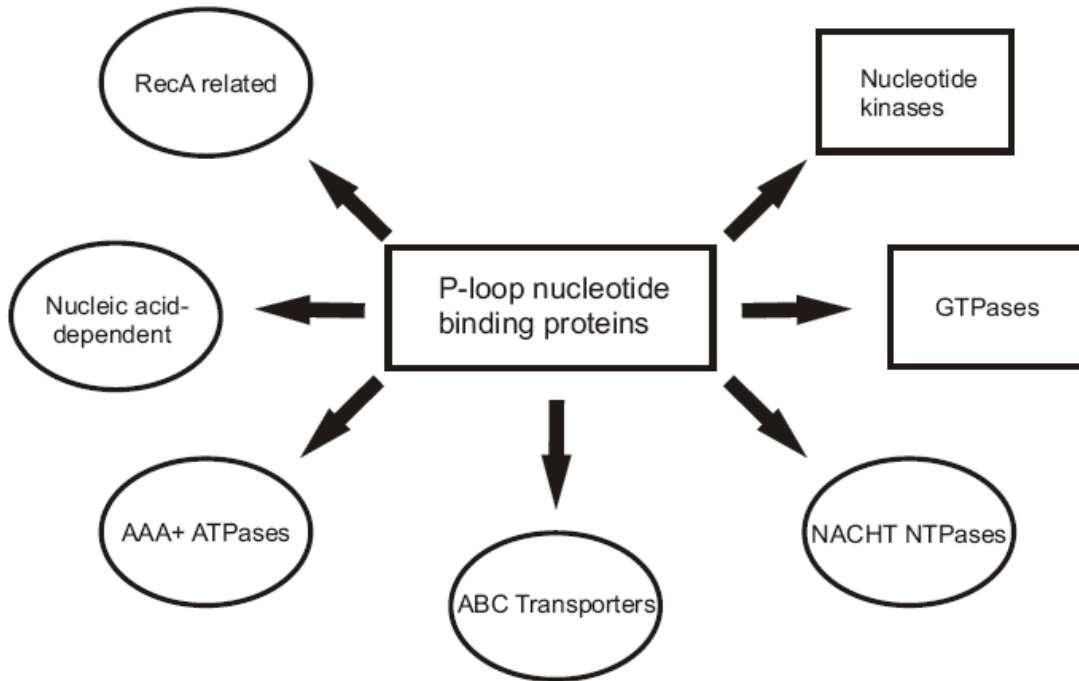 RecA related
Nucleotide
kinases
P-loop nucleotide
binding proteins
Nucleic acid-
dependent
GTPases
AAA+ ATPases
NACHT NTPases
ABC Transporters